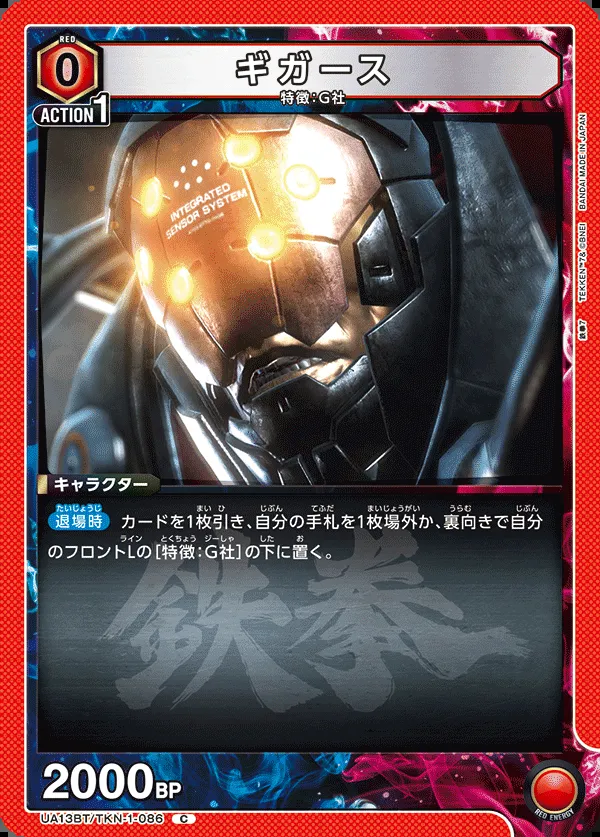 RED
0
ACTION 1
ギガース
特徴:G社
INTEGRATED
SENSOR SYSTEM
鉄拳7 TEKKEN™7& ©BNEI BANDAI MADE IN JAPAN
キャラクター
退場時 カードを1枚引き、自分の手札を1枚場外か、裏向きで自分
のフロントLの[特徴:G社]の下に置く。
鉄拳
2000BP
RED ENERGY
UA13BT/TKN-1-086 C